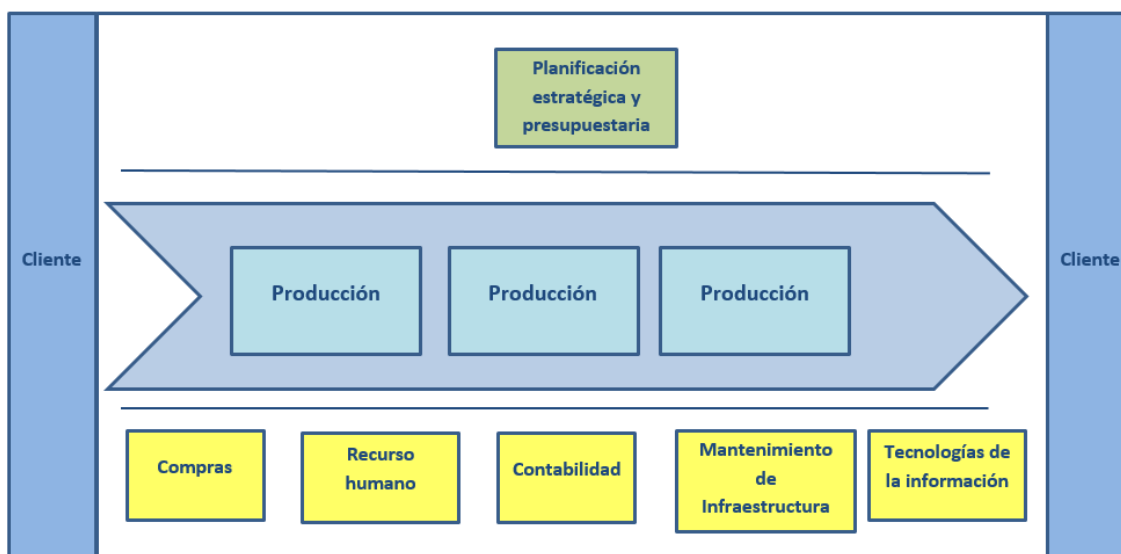 Planificación
estratégica y
presupuestaria
Cliente
Producción
Producción
Producción
Cliente
Compras
Recurso
humano
Contabilidad
Mantenimiento
de
Infraestructura
Tecnologías de
la información